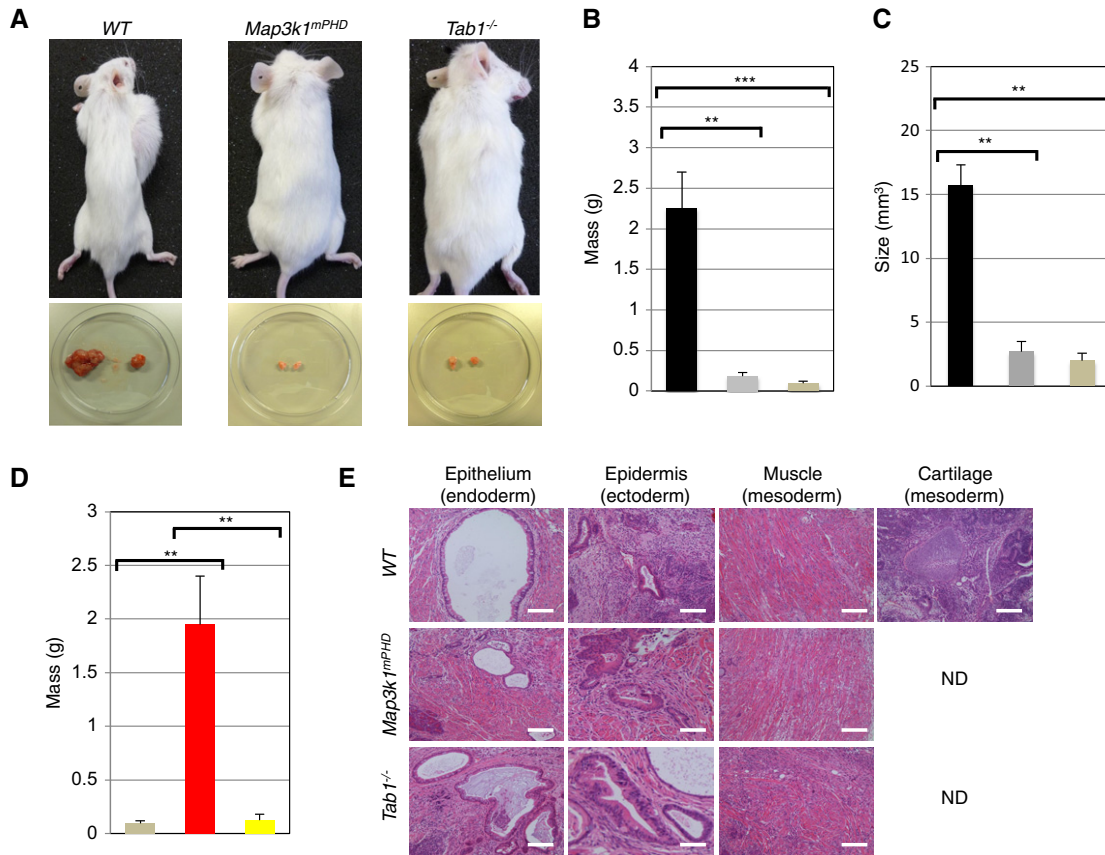 A
WT
Map3k1mPHD
Tab1-/-
B
Mass (g)
4
3.5
3
2.5
2
1.5
1
0.5
0
***
**
C
Size (mm3)
25
20
15
10
5
0
**
**
D
Mass (g)
3
2.5
2
1.5
1
0.5
0
**
**
E
Epithelium
(endoderm)
Epidermis
(ectoderm)
Muscle
(mesoderm)
Cartilage
(mesoderm)
WT
Map3k1mPHD
ND
Tab1-/-
ND